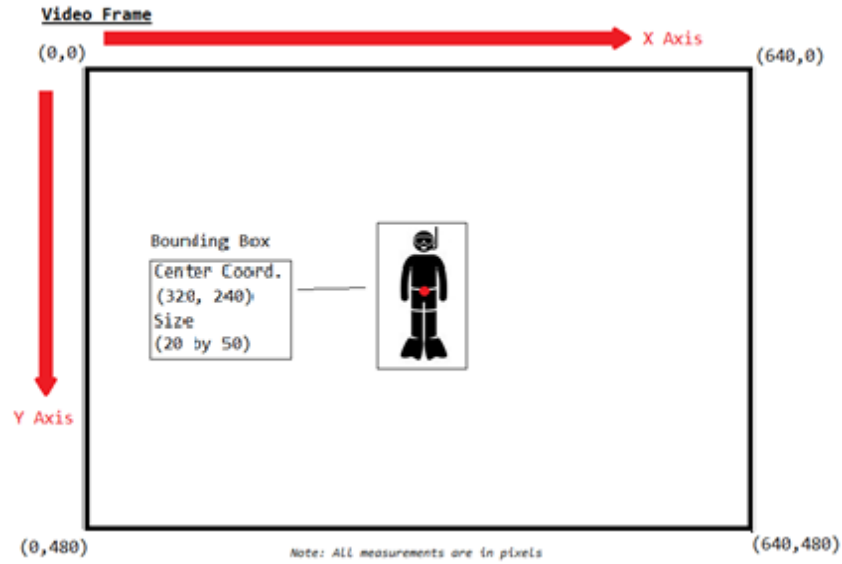 Video Frame
X Axis
(0,0)
(640,0)
Bounding Box
Center Coord.
(320, 240)
Size
(20 by 50)
Y Axis
(0,480)
Note: All measurements are in pixels
(640,480)